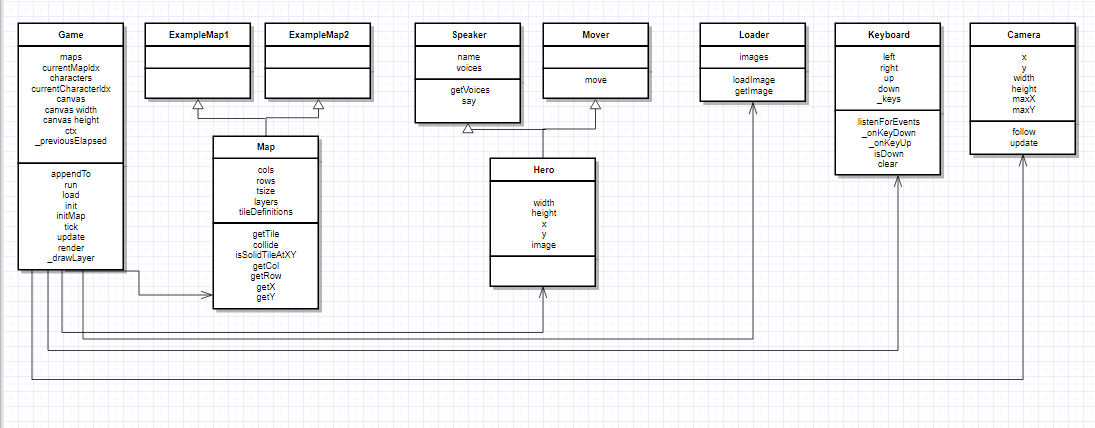 Game
maps
currentMapIdx
characters
currentCharacterIdx
canvas
canvas width
canvas height
ctx
_previousElapsed
appendTo
run
load
init
initMap
tick
update
render
_drawLayer
ExampleMap1
ExampleMap2
Map
cols
rows
tsize
layers
tileDefinitions
getTile
collide
isSolidTileAtXY
getCol
getRow
getX
getY
Speaker
name
voices
getVoices
say
Mover
move
Hero
width
height
x
y
image
Loader
images
loadImage
getImage
Keyboard
left
right
up
down
_keys
listenForEvents
_onKeyDown
_onKeyUp
isDown
clear
Camera
x
y
width
height
maxX
maxY
follow
update